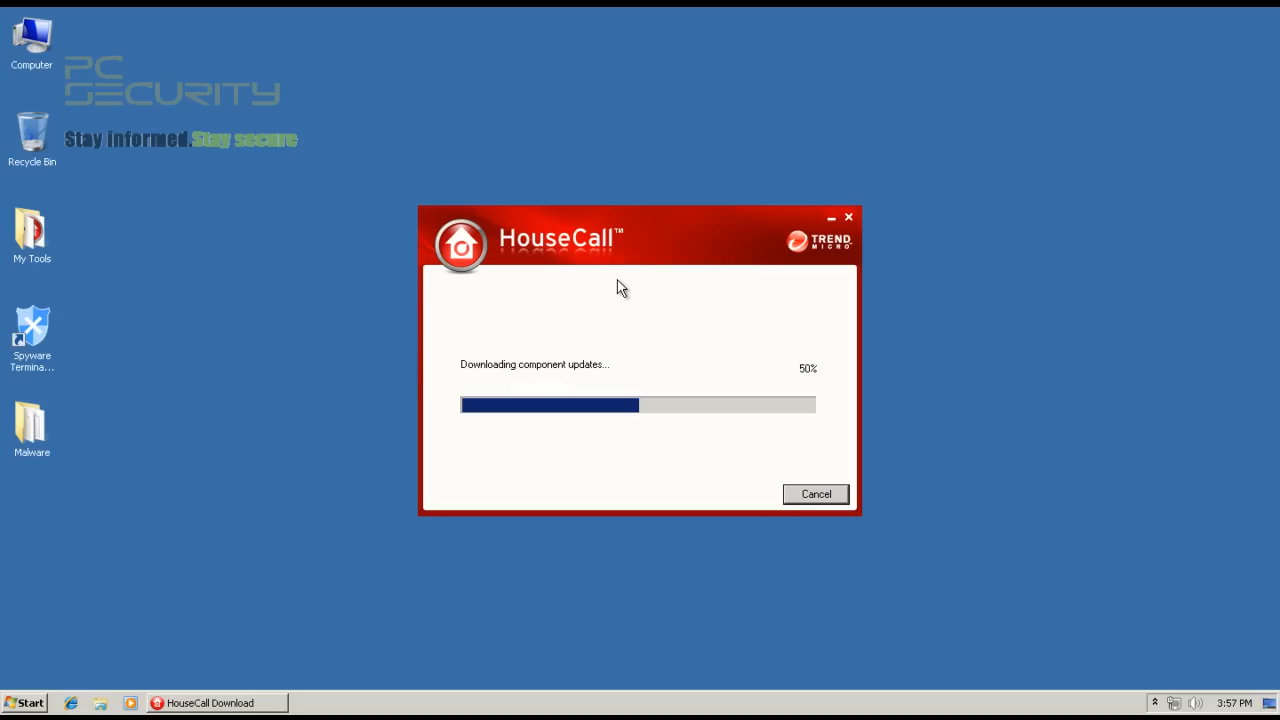 Computer
PC
SECURITY
Stay informed.Stay secure
Recycle Bin
My Tools
Spyware
Termina...
Malware
HouseCall™
TREND
MICRO
Downloading component updates...
50%
Cancel
Start
HouseCall Download
3:57 PM